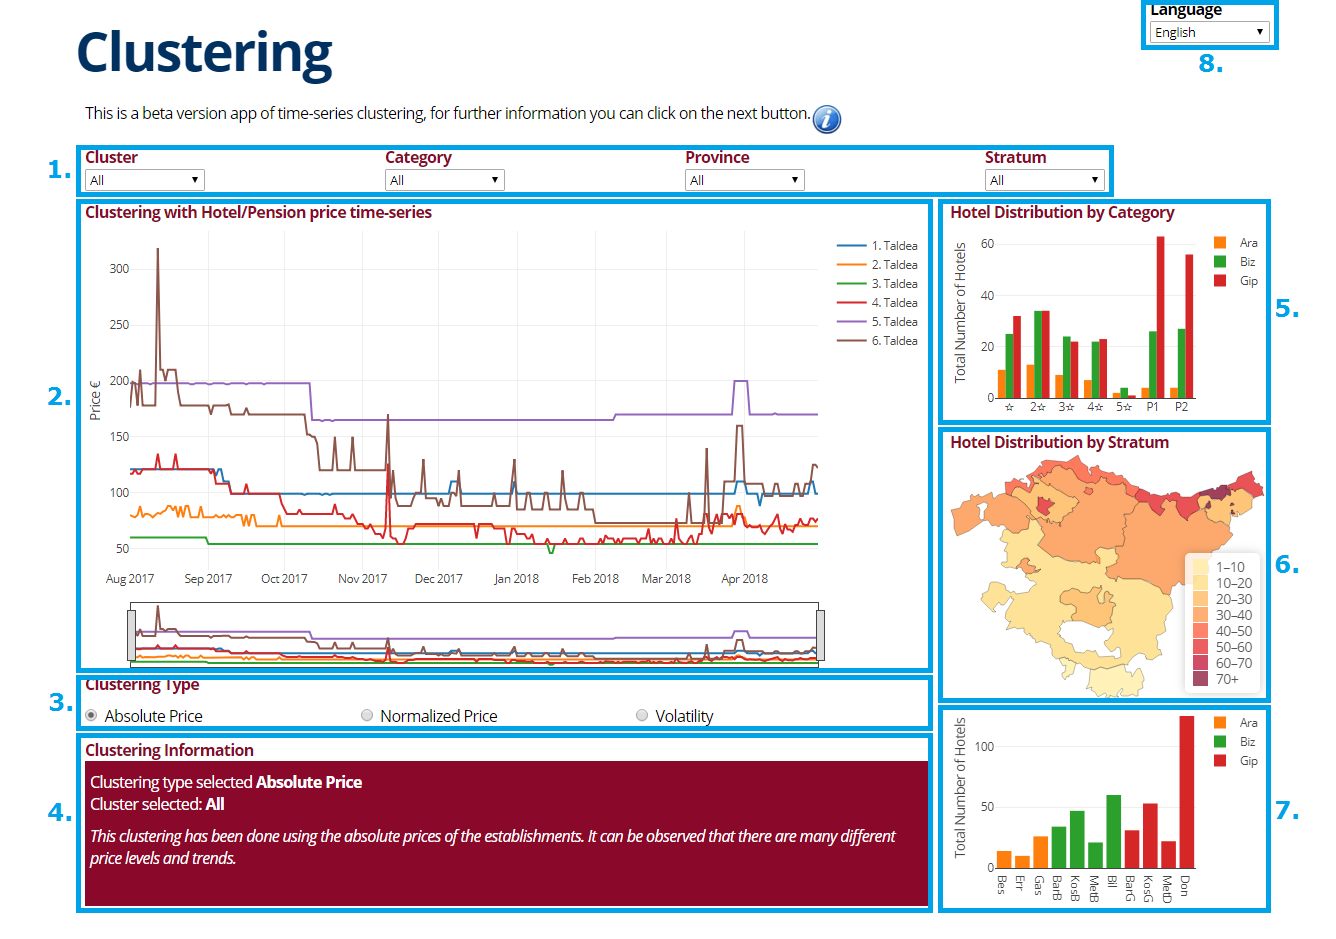 Language
English
8.
Clustering
This is a beta version app of time-series clustering, for further information you can click on the next button.
1.
Cluster
Category
Province
Stratum
All
All
All
All
2.
Clustering with Hotel/Pension price time-series
Price €
300
250
200
150
100
50
Aug 2017 Sep 2017 Oct 2017 Nov 2017 Dec 2017 Jan 2018 Feb 2018 Mar 2018 Apr 2018
1. Taldea
2. Taldea
3. Taldea
4. Taldea
5. Taldea
6. Taldea
3.
Clustering Type
Absolute Price
Normalized Price
Volatility
4.
Clustering Information
Clustering type selected Absolute Price
Cluster selected: All
This clustering has been done using the absolute prices of the establishments. It can be observed that there are many different
price levels and trends.
5.
Hotel Distribution by Category
Total Number of Hotels
60
40
20
0
☆ 2☆ 3☆ 4☆ 5☆ P1 P2
Ara
Biz
Gip
6.
Hotel Distribution by Stratum
1–10
10–20
20–30
30–40
40–50
50–60
60–70
70+
7.
Total Number of Hotels
100
50
0
Bes Err Gas BarB KosB MetB Bil BarG KosG MetD Don
Ara
Biz
Gip